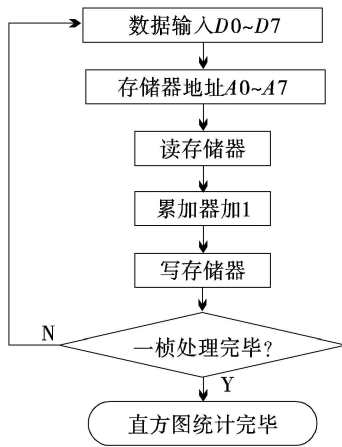 数据输入D0~D7
存储器地址A0~A7
读存储器
累加器加1
写存储器
N
一桢处理完毕?
Y
直方图统计完毕